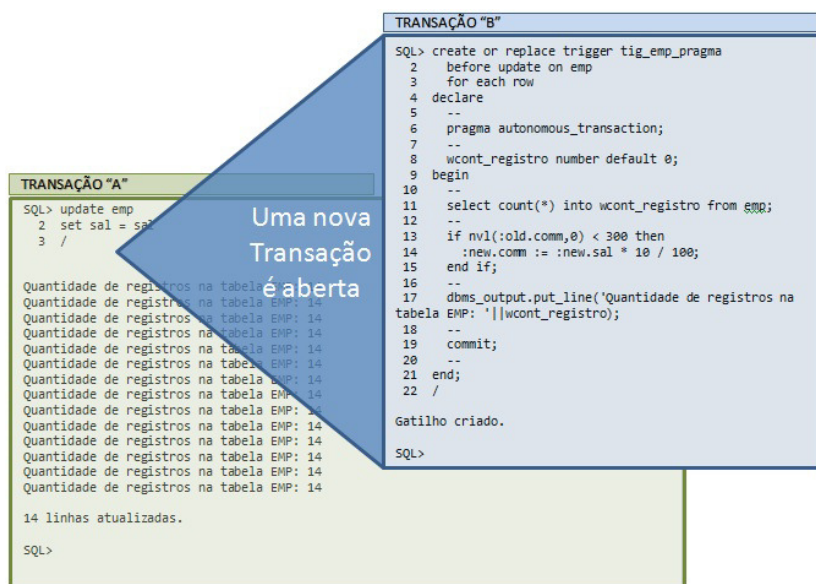 TRANSAÇÃO “B”
SQL> create or replace trigger tig_emp_pragma
2 before update on emp
3 for each row
4 declare
5 --
6 pragma autonomous_transaction;
7 --
8 wcont_registro number default 0;
9 begin
10 --
11 select count(*) into wcont_registro from emp;
12 --
13 if nvl(:old.comm,0) < 300 then
14 :new.comm := :new.sal * 10 / 100;
15 end if;
16 --
17 dbms_output.put_line('Quantidade de registros na
tabela EMP: '||wcont_registro);
18 --
19 commit;
20 --
21 end;
22 /
Gatilho criado.
SQL>
TRANSAÇÃO “A”
SQL> update emp
2 set sal = sal
3 /
Uma nova
Transação
é aberta
Quantidade de registros na tabela EMP: 14
Quantidade de registros na tabela EMP: 14
Quantidade de registros na tabela EMP: 14
Quantidade de registros na tabela EMP: 14
Quantidade de registros na tabela EMP: 14
Quantidade de registros na tabela EMP: 14
Quantidade de registros na tabela EMP: 14
Quantidade de registros na tabela EMP: 14
Quantidade de registros na tabela EMP: 14
Quantidade de registros na tabela EMP: 14
Quantidade de registros na tabela EMP: 14
Quantidade de registros na tabela EMP: 14
Quantidade de registros na tabela EMP: 14
Quantidade de registros na tabela EMP: 14
14 linhas atualizadas.
SQL>